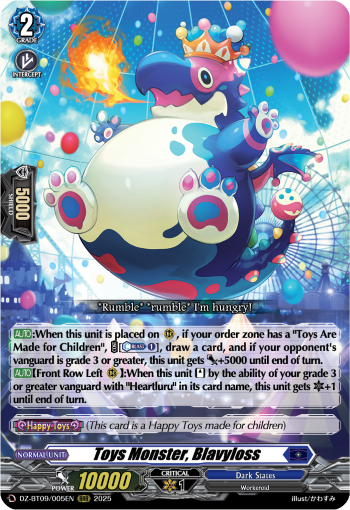 2
GRADE
INTERCEPT
5000
SHIELD
*Rumble* *rumble* I'm hungry!
AUTO:When this unit is placed on R, if your order zone has a "Toys Are
Made for Children", COST, draw a card, and if your opponent's
vanguard is grade 3 or greater, this unit gets +5000 until end of turn.
AUTO[Front Row Left R]:When this unit by the ability of your grade 3
or greater vanguard with "Heartluru" in its card name, this unit gets +1
until end of turn.
Happy Toys (This card is a Happy Toys made for children)
NORMAL UNIT Toys Monster, Blavyloss
POWER 10000 CRITICAL 1 Dark States
Workeroid
DZ-BT09/005EN RRR 2025 illust/かわすみ